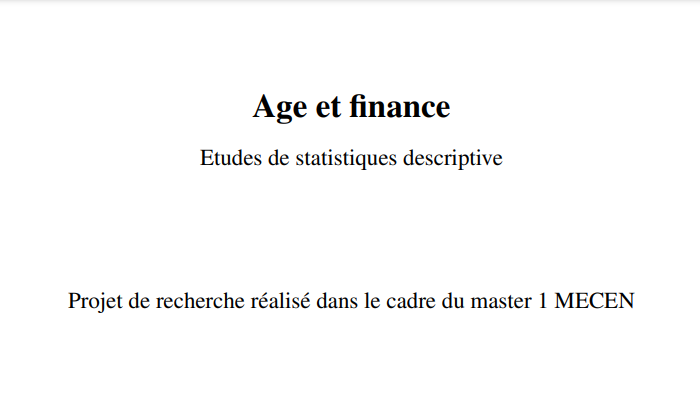 Age et finance
Etudes de statistiques descriptive
Projet de recherche réalisé dans le cadre du master 1 MECEN